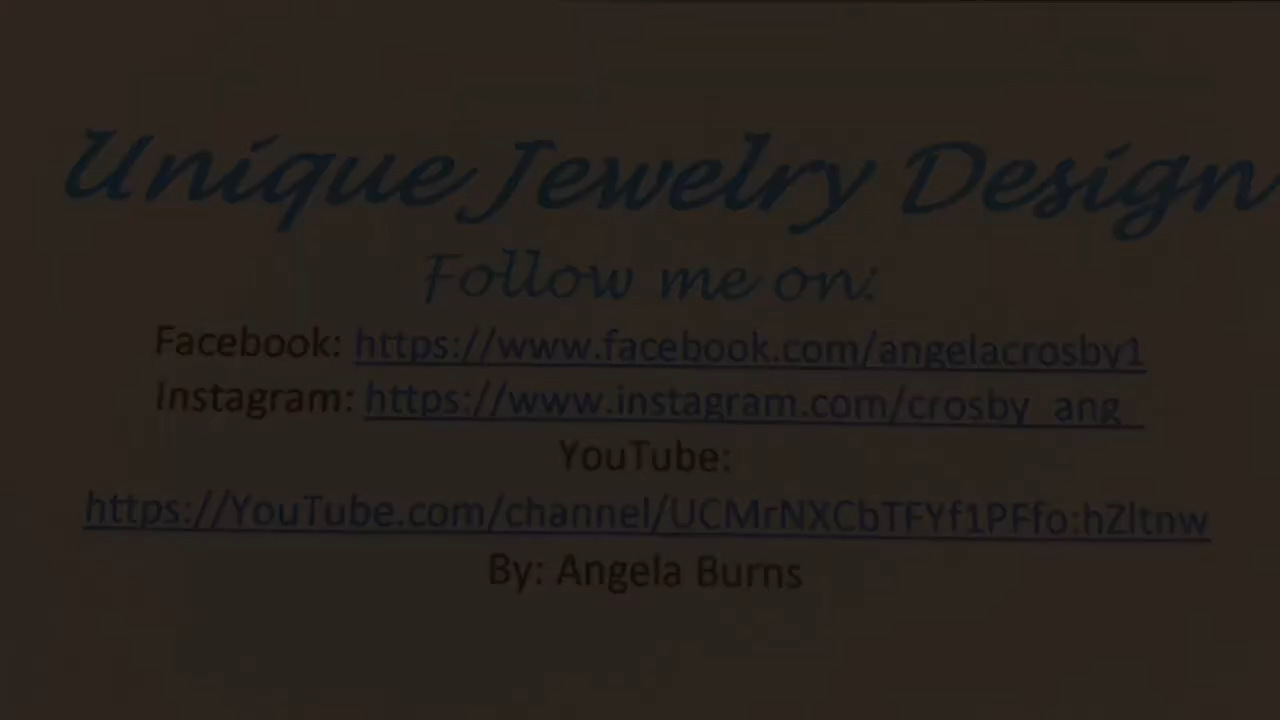 Unique Jewelry Design
Follow me on:
Facebook: https://www.facebook.com/angelacrosby1
Instagram: https://www.instagram.com/crosby_ang_
YouTube:
https://YouTube.com/channel/UCMrNXCbTFYf1PFfo:hZltnw
By: Angela Burns